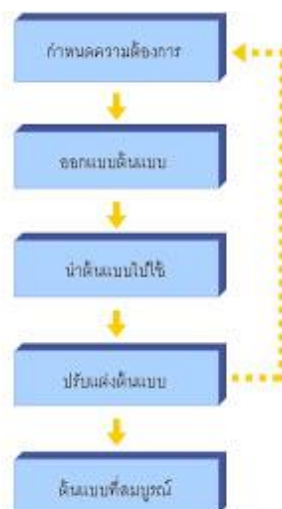 กำหนดความต้องการ
ออกแบบต้นแบบ
นำต้นแบบไปใช้
ปรับแต่งต้นแบบ
ต้นแบบที่สมบูรณ์